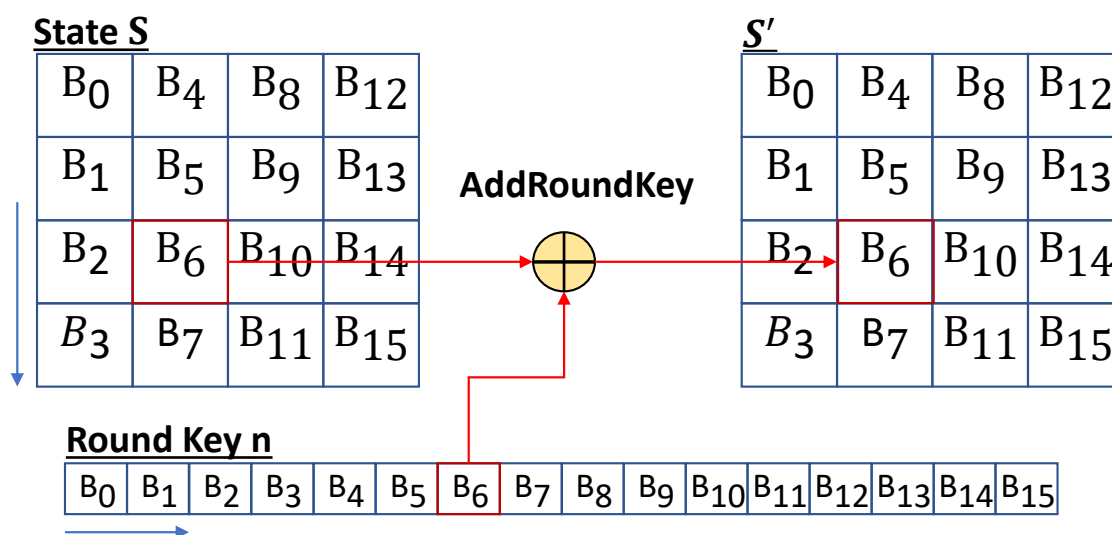 State S S′
B0 B4 B8 B12 B0 B4 B8 B12
B1 B5 B9 B13 B1 B5 B9 B13
AddRoundKey
B2 B6 B10 B14 B2 B6 B10 B14
B3 B7 B11 B15 B3 B7 B11 B15
Round Key n
B0 B1 B2 B3 B4 B5 B6 B7 B8 B9 B10 B11 B12 B13 B14 B15